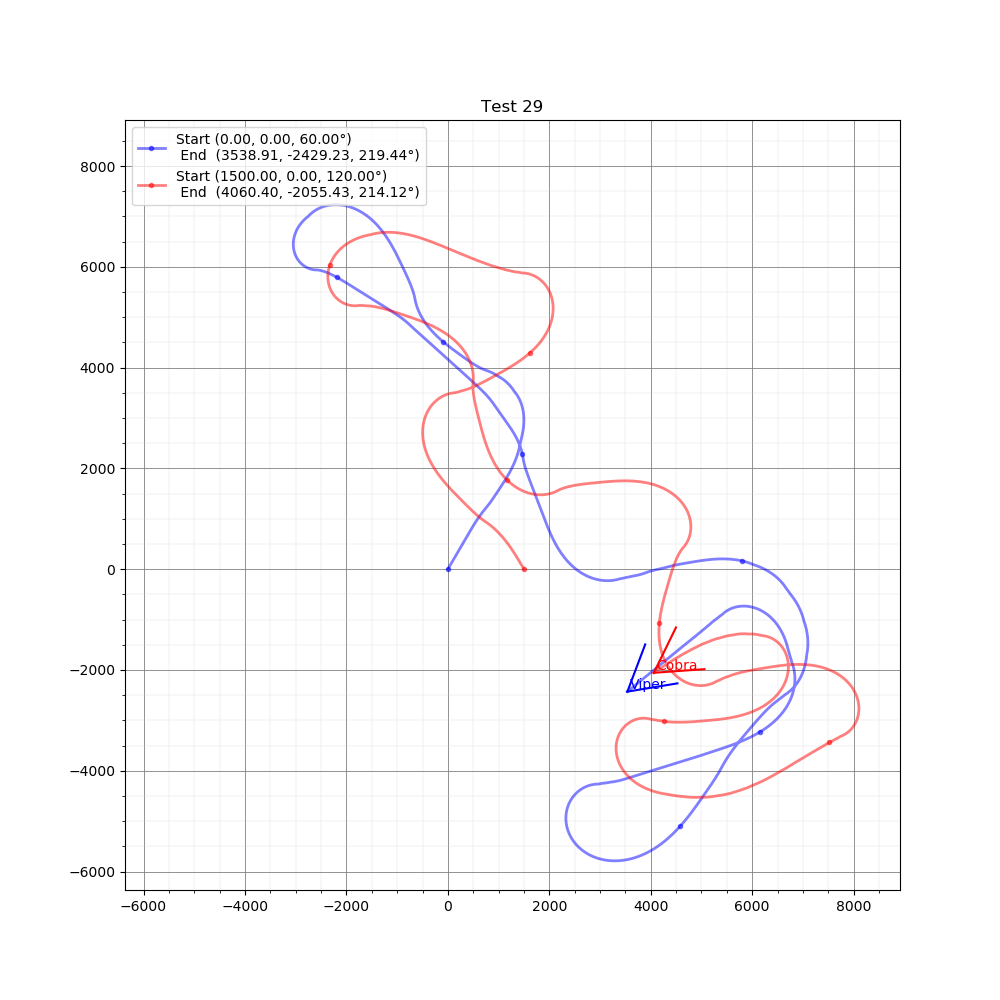 Test 29
Start (0.00, 0.00, 60.00°)
End  (3538.91, -2429.23, 219.44°)
Start (1500.00, 0.00, 120.00°)
End  (4060.40, -2055.43, 214.12°)
8000
6000
4000
2000
0
−2000
−4000
−6000
Cobra
Viper
−6000 −4000 −2000 0 2000 4000 6000 8000